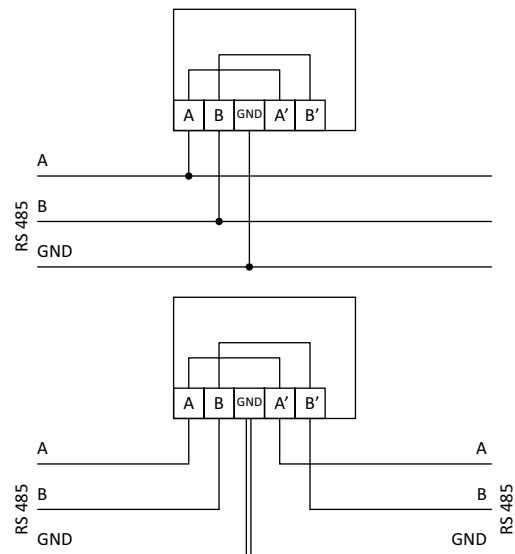 A B GND A’ B’
A
B
RS 485
GND
A B GND A’ B’
A A
B B
RS 485 RS 485
GND GND